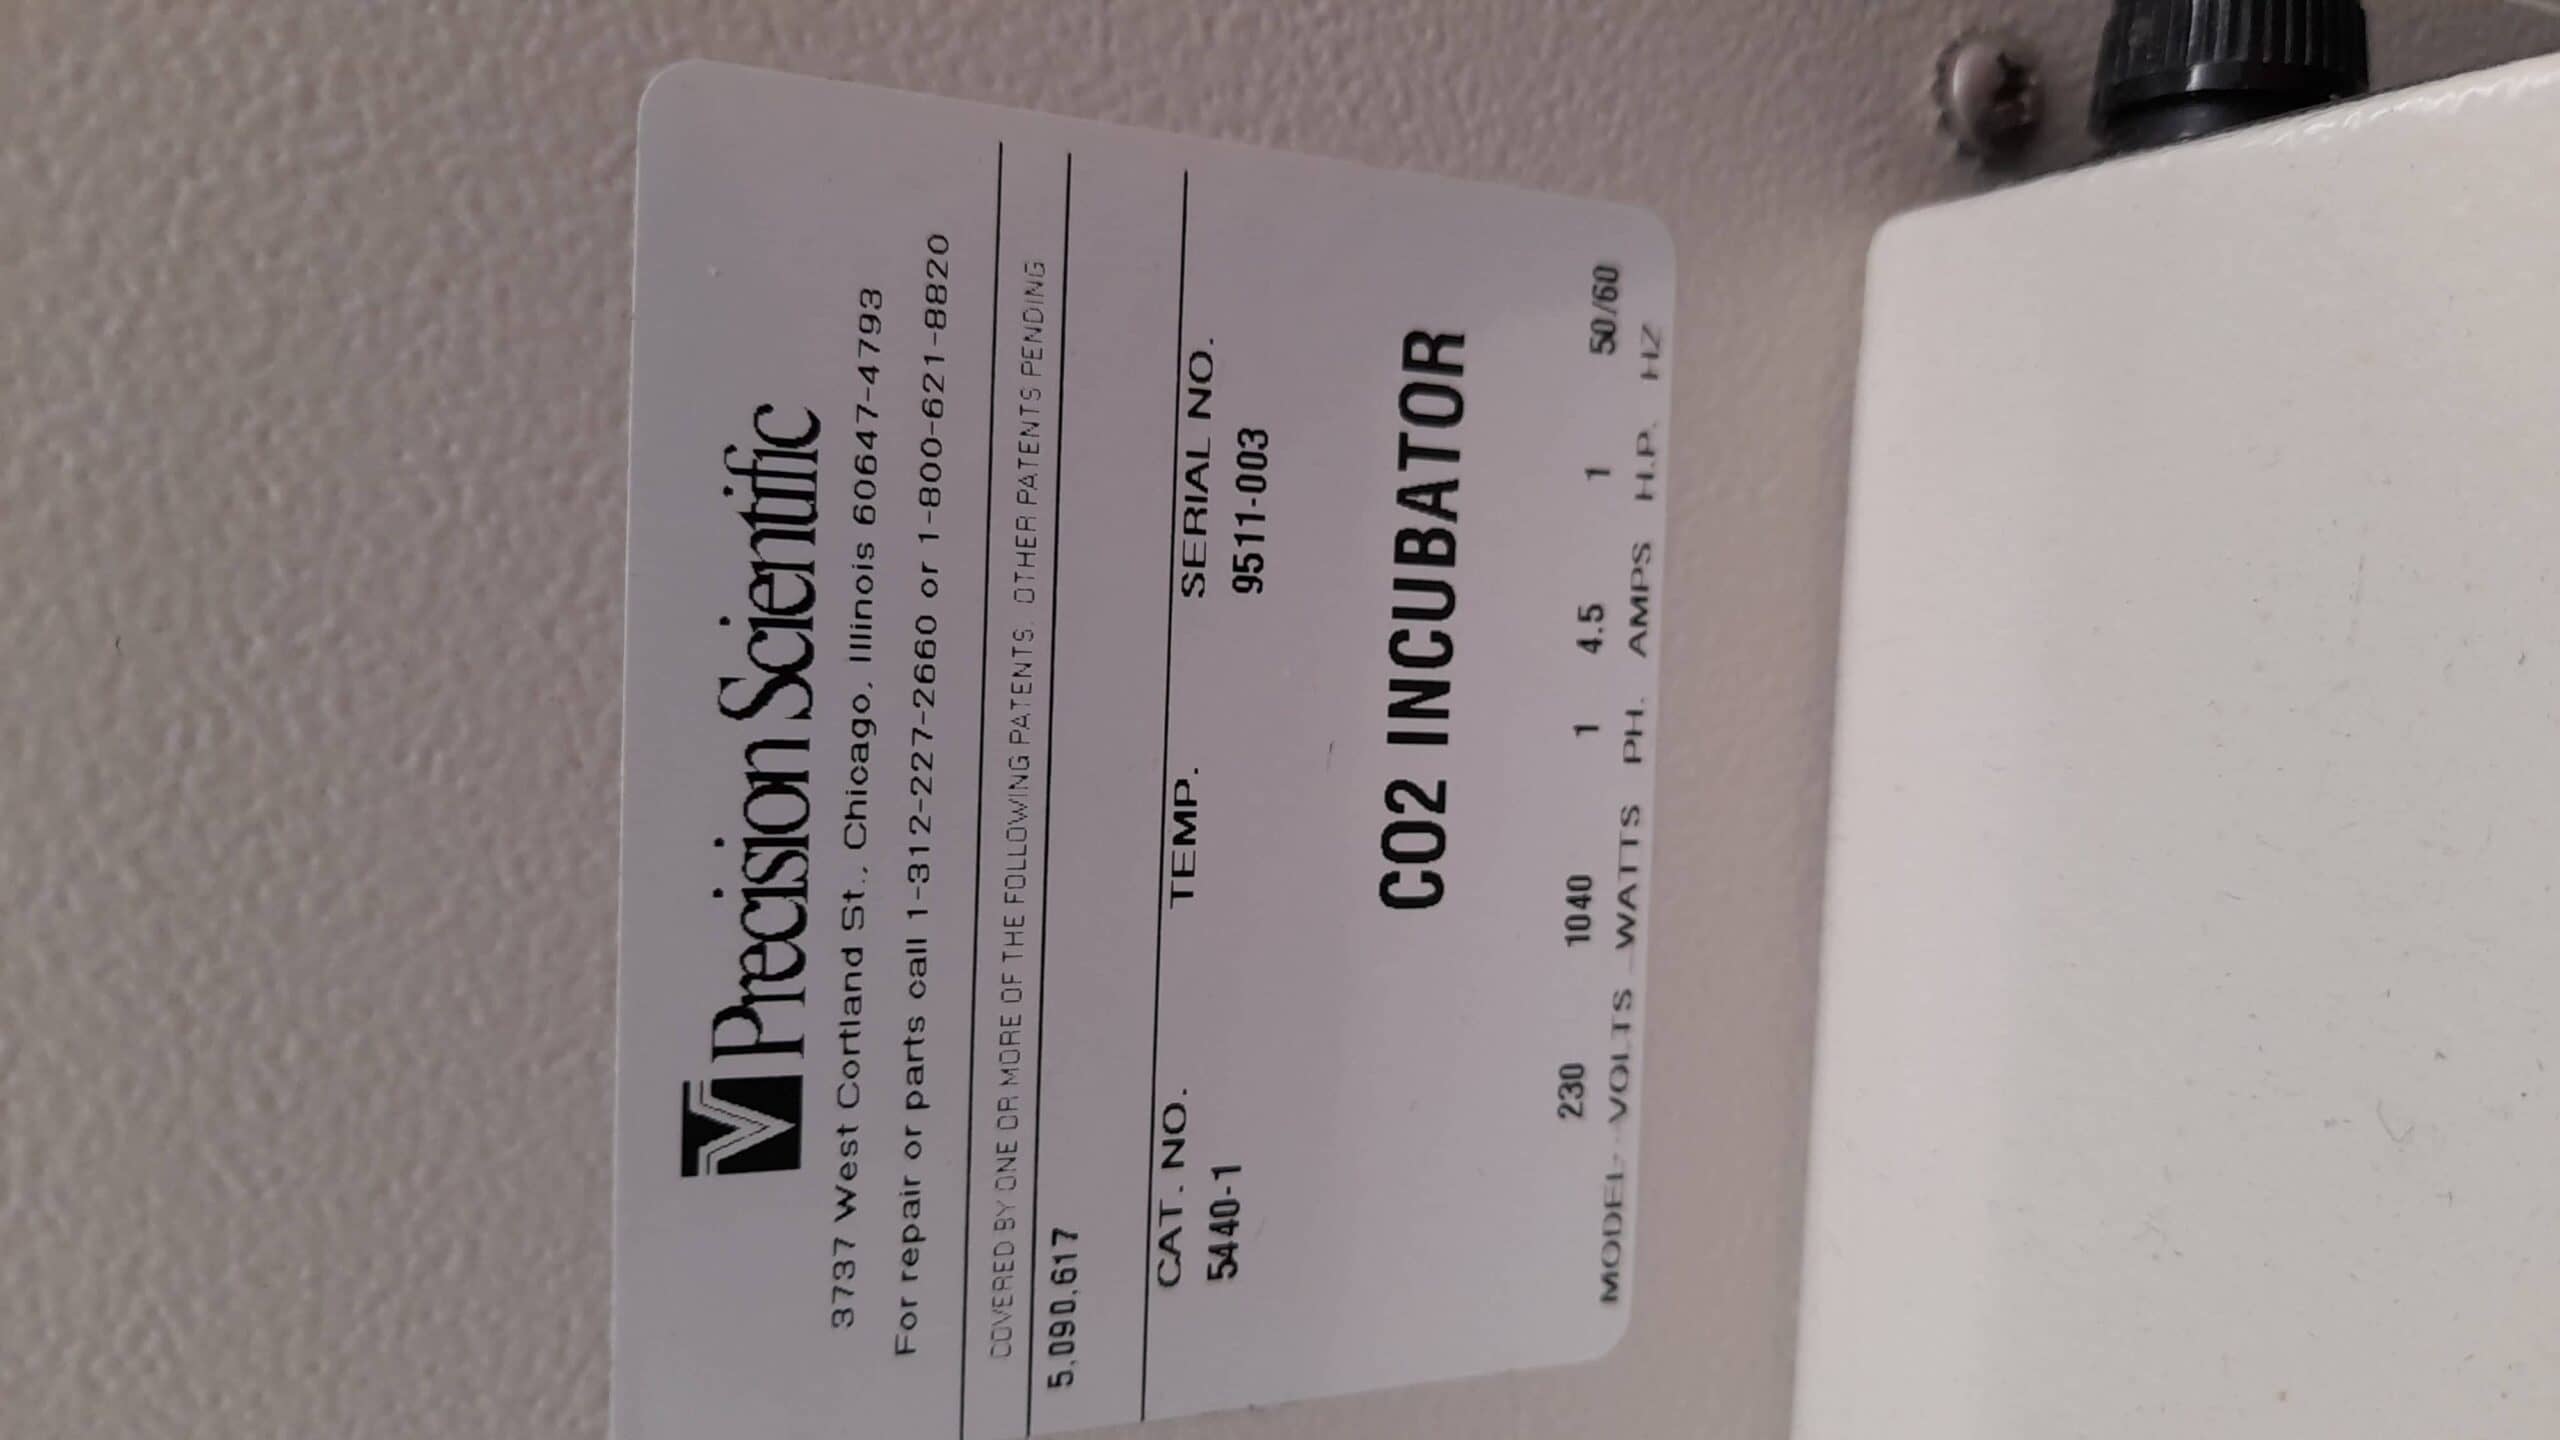 Precision Scientific
3737 West Cortland St., Chicago, Illinois 60647-4793
For repair or parts call 1-312-227-2660 or 1-800-621-8820
COVERED BY ONE OR MORE OF THE FOLLOWING PATENTS. OTHER PATENTS PENDING
5,090,617
CAT. NO. TEMP. SERIAL NO.
5440-1 9511-003
CO2 INCUBATOR
230 1040 1 4.5 1 50/60
MODEL VOLTS WATTS PH. AMPS H.P. HZ